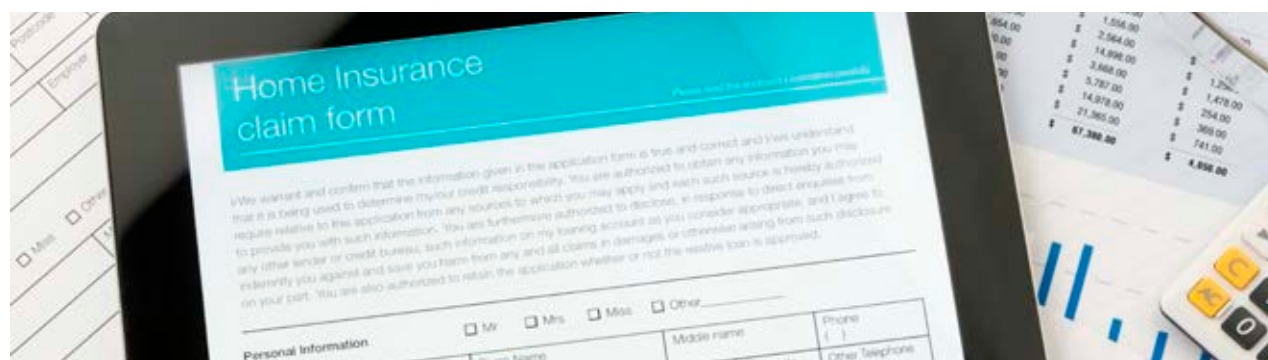 Postcode
Employer
Miss
Other
Home Insurance
claim form
I/We warrant and confirm that the information given in the application form is true and correct and I/we understand
that it is being used to determine my/our credit responsibility. You are authorized to obtain any information you may
require relative to this application from any sources to which you may apply and each such source is hereby authorized
to provide you with such information. You are furthermore authorized to disclose, in response to direct enquiries from
any other lender or credit bureau, such information on my loaning account as you consider appropriate, and I agree to
indemnify you against and save you harm from any and all claims in damages or otherwise arising from such disclosure
on your part. You are also authorized to retain the application whether or not the relative loan is approved.
Mr Mrs Miss Other
Personal Information
Name Middle name Phone
( )
Other Telephone
$ 1,556.00
$ 2,564.00
$ 14,898.00
$ 3,668.00
$ 5,787.00
$ 14,978.00
$ 21,365.00
$ 67,380.00
$ 1,478.00
$ 254.00
$ 369.00
$ 741.00
$ 4,856.00
C
AC
0